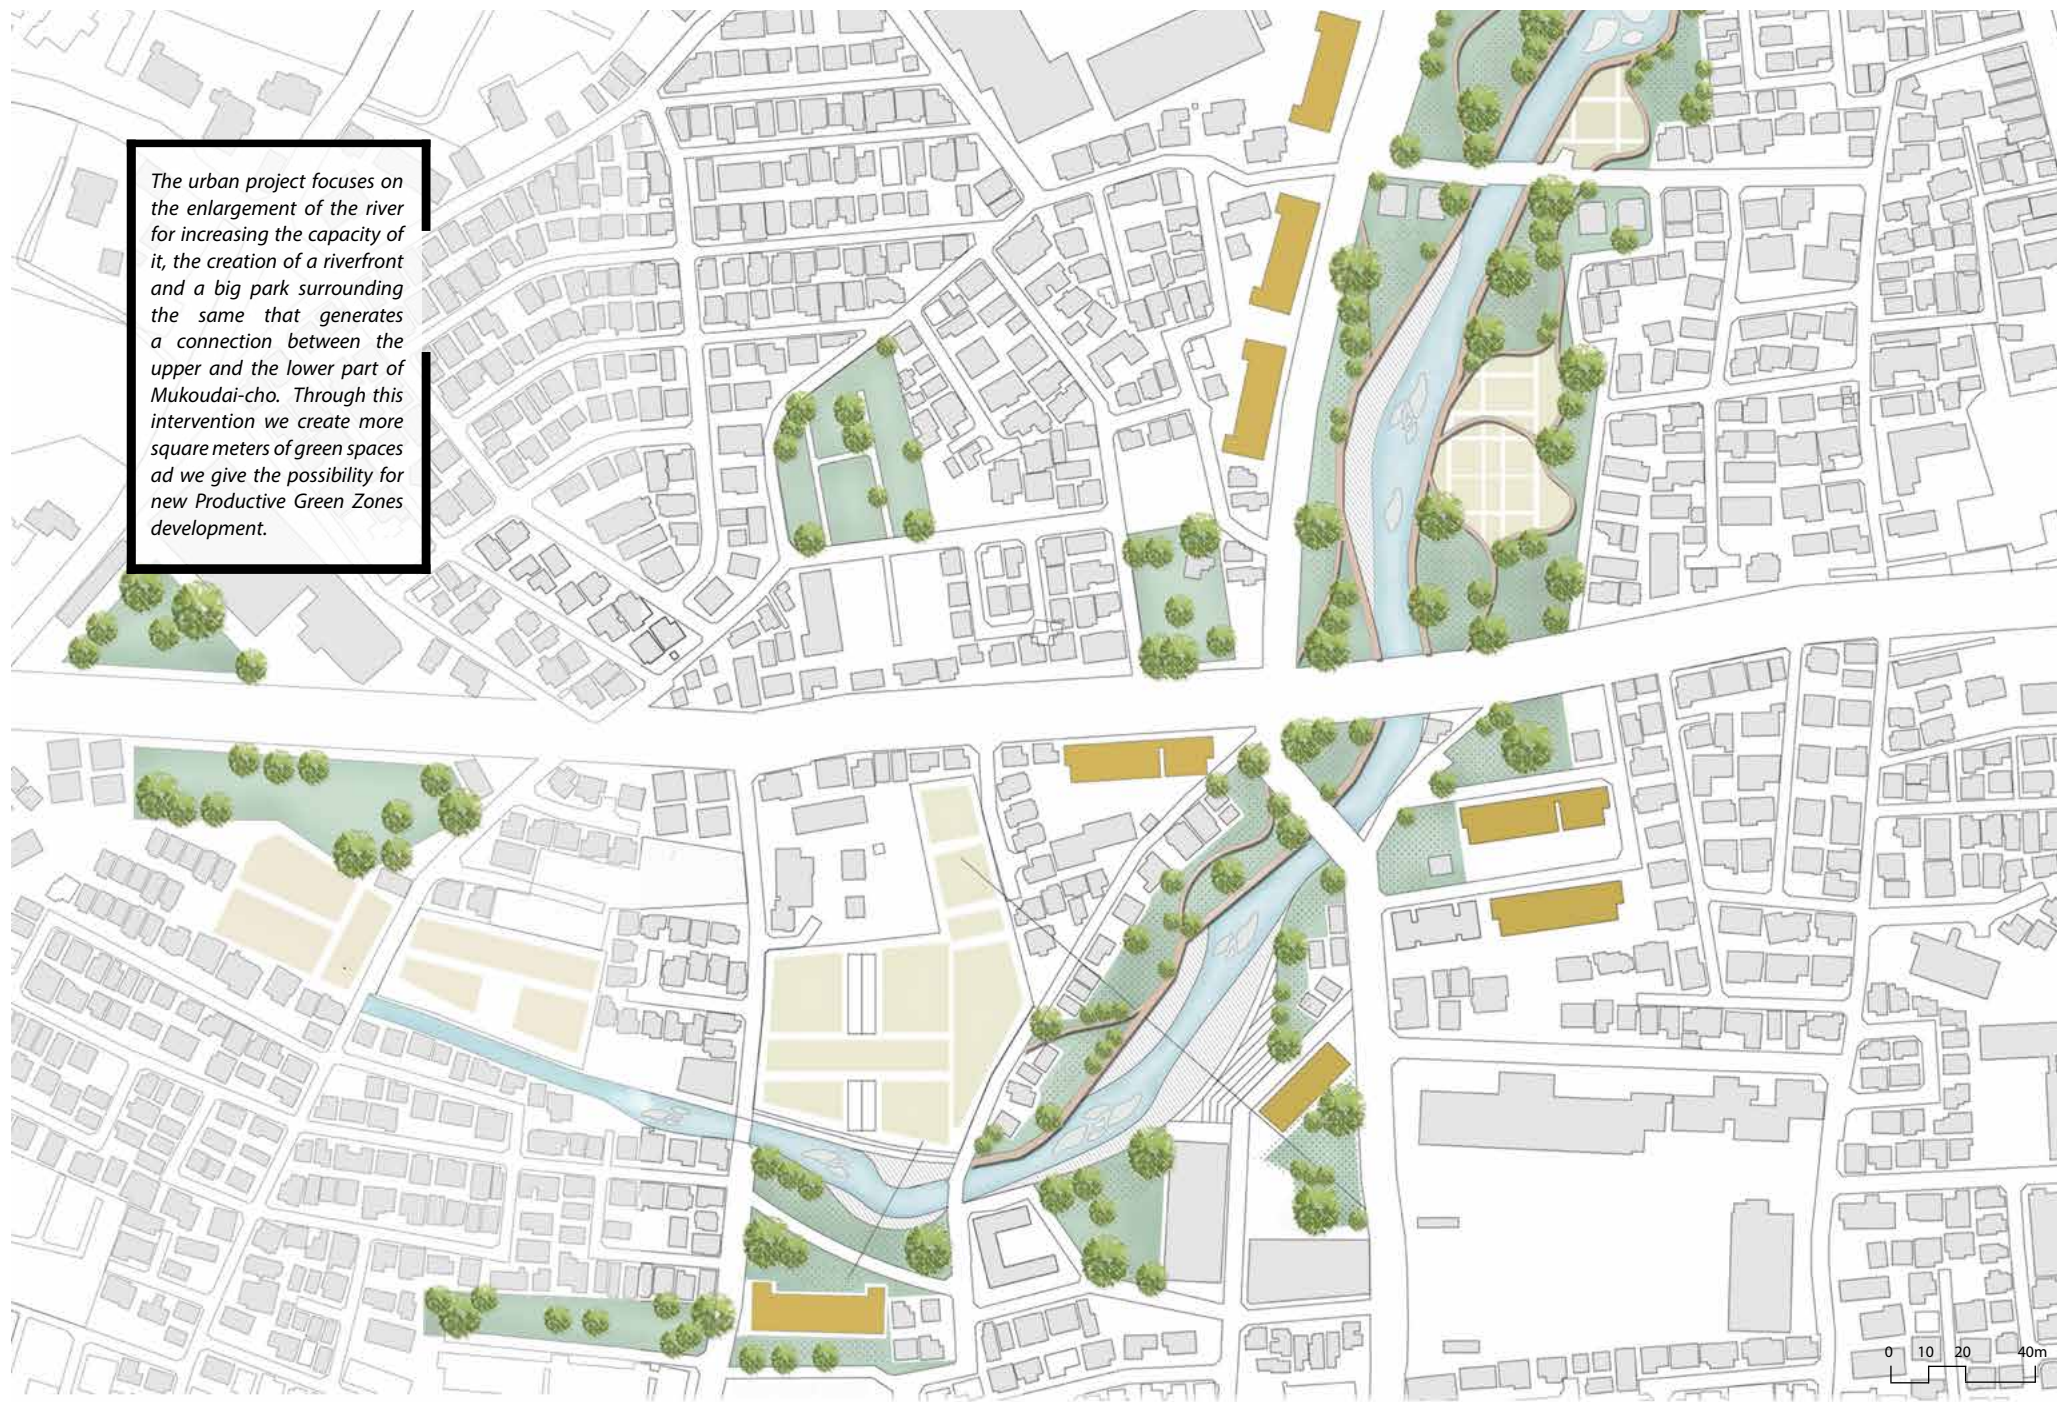 The urban project focuses on
the enlargement of the river
for increasing the capacity of
it, the creation of a riverfront
and a big park surrounding
the same that generates
a connection between the
upper and the lower part of
Mukoudai-cho. Through this
intervention we create more
square meters of green spaces
ad we give the possibility for
new Productive Green Zones
development.
0 10 20 40m